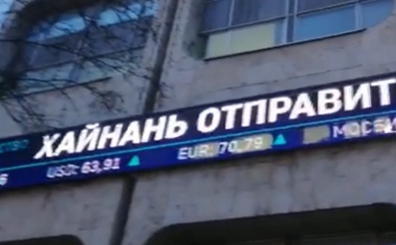 ХАЙНАНЬ ОТПРАВИТ
USD: 63,91 ▲ EUR: 70,79 ▲